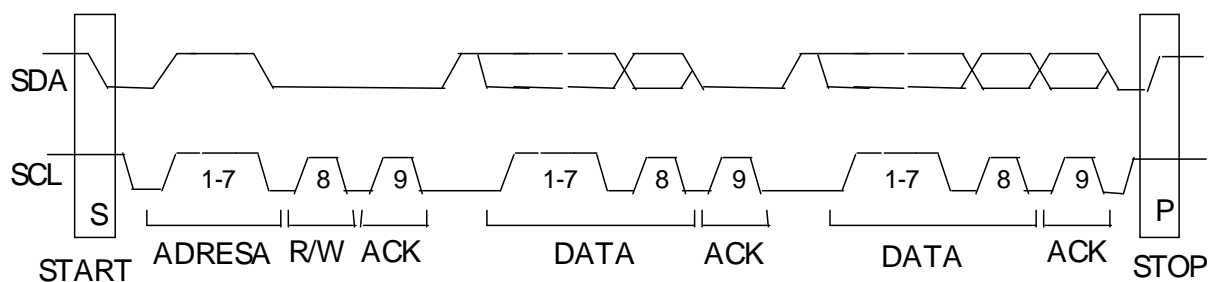 SDA
SCL 1-7 8 9 1-7 8 9 1-7 8 9
S P
ADRESA R/W ACK DATA ACK DATA ACK
START STOP